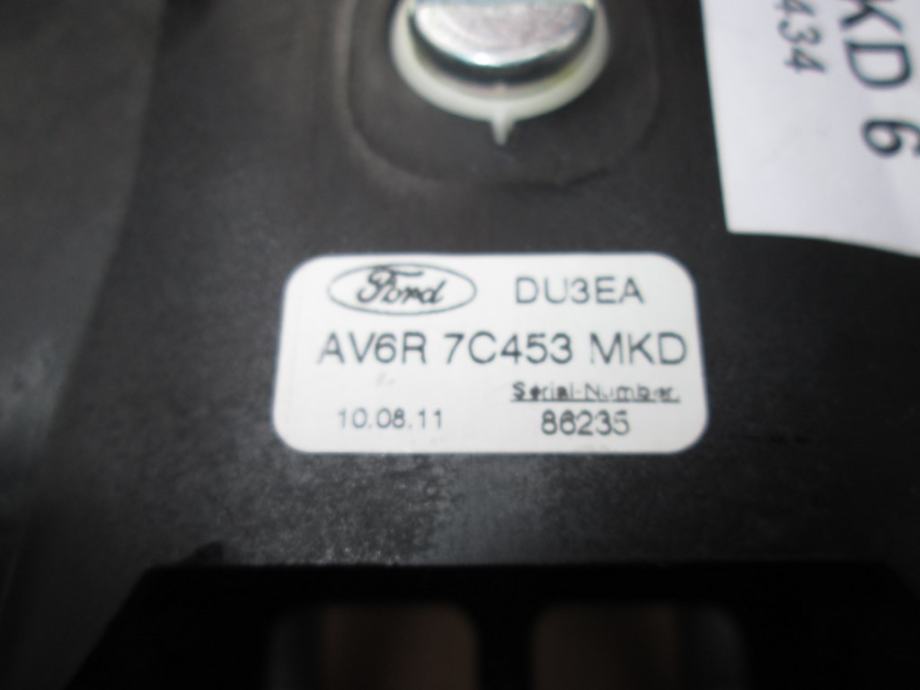 KD 6
434
Ford DU3EA
AV6R 7C453 MKD
Serial-Number.
10.08.11 86235